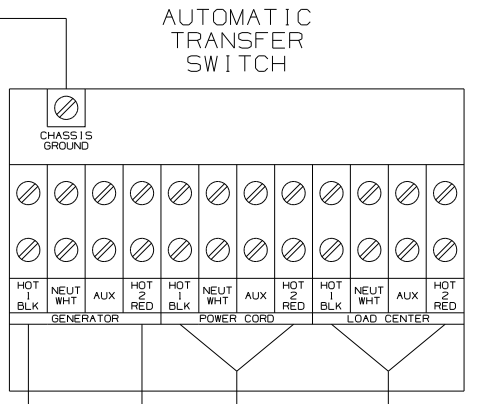 AUTOMATIC
TRANSFER
SWITCH
CHASSIS
GROUND
HOT 1 BLK
NEUT WHT
AUX
HOT 2 RED
HOT 1 BLK
NEUT WHT
AUX
HOT 2 RED
HOT 1 BLK
NEUT WHT
AUX
HOT 2 RED
GENERATOR
POWER CORD
LOAD CENTER